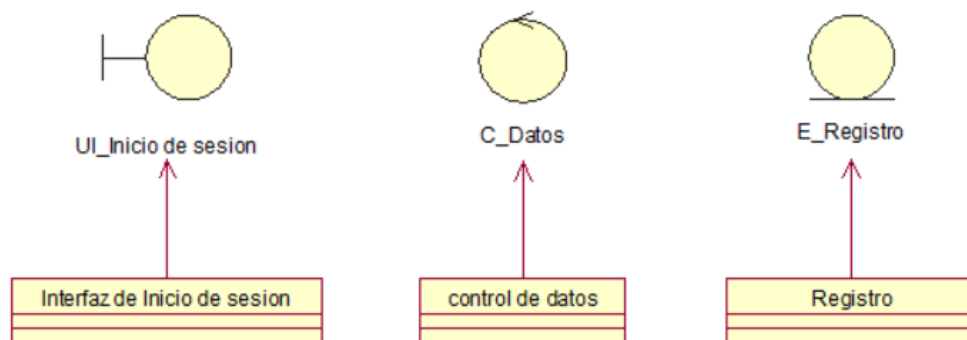 UI_Inicio de sesion
C_Datos
E_Registro
Interfaz de Inicio de sesion
control de datos
Registro